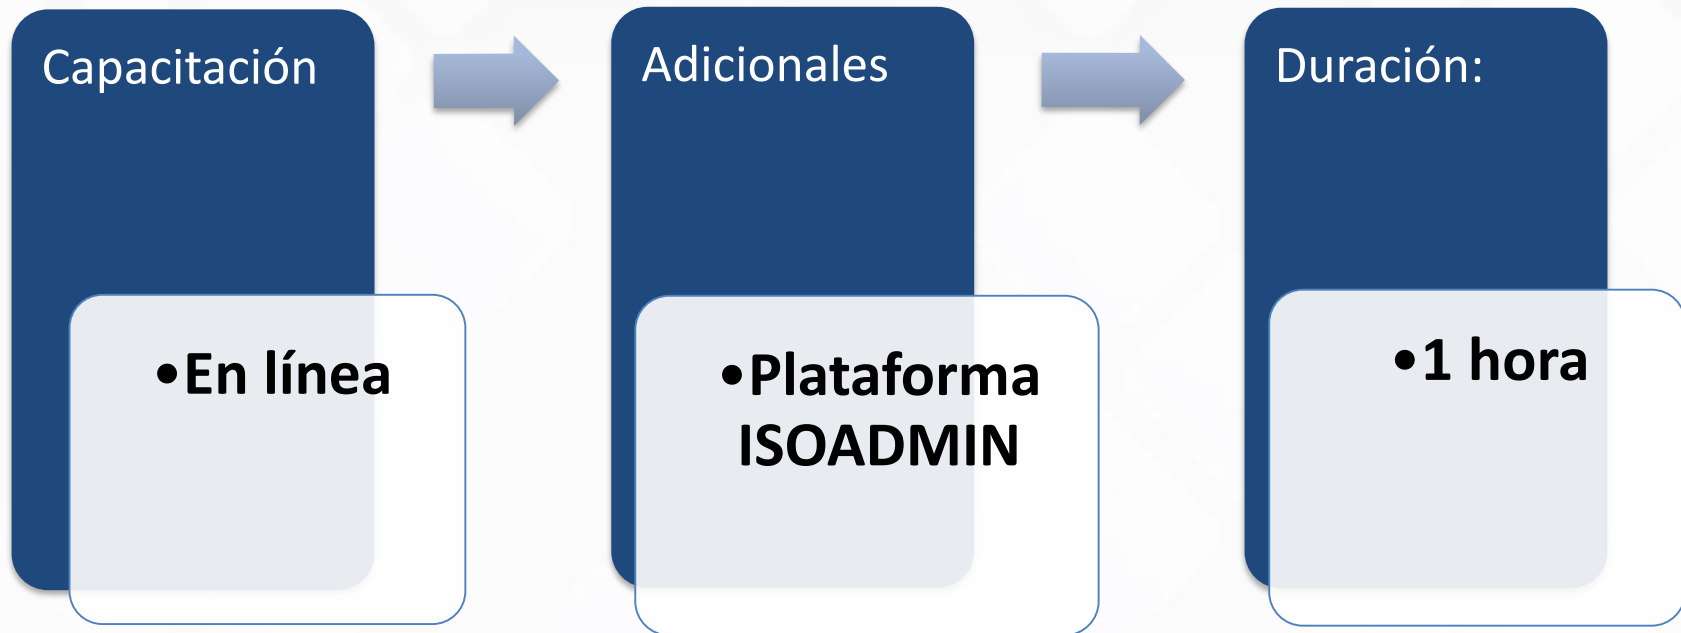 Capacitación
•En línea
Adicionales
•Plataforma
ISOADMIN
Duración:
•1 hora